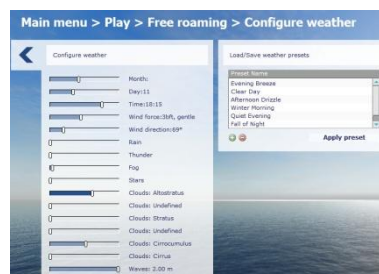 Main menu > Play > Free roaming > Configure weather
Configure weather
Month:
Day:11
Time:18:15
Wind force:3bft, gentle
Wind direction:69°
Rain
Thunder
Fog
Stars
Clouds: Altostratus
Clouds: Undefined
Clouds: Stratus
Clouds: Undefined
Clouds: Cirrocumulus
Clouds: Cirrus
Waves: 2.00 m
Load/Save weather presets
Preset Name
Evening Breeze
Clear Day
Afternoon Drizzle
Winter Morning
Quiet Evening
Fall of Night
Apply preset